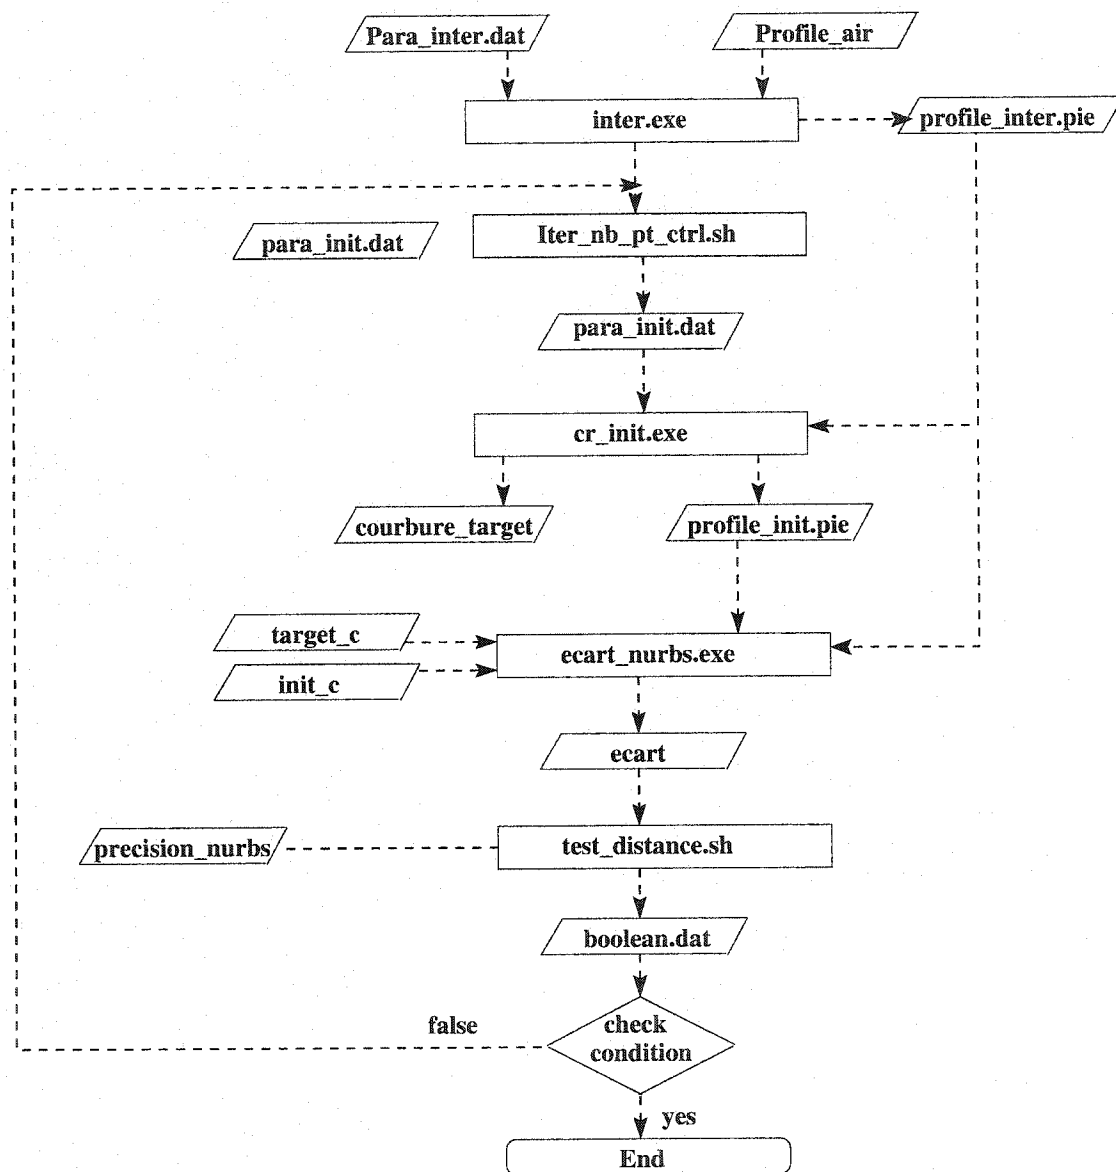 Para_inter.dat
Profile_air
inter.exe
profile_inter.pie
para_init.dat
Iter_nb_pt_ctrl.sh
para_init.dat
cr_init.exe
courbure_target
profile_init.pie
target_c
ecart_nurbs.exe
init_c
ecart
precision_nurbs
test_distance.sh
boolean.dat
false
check
condition
yes
End